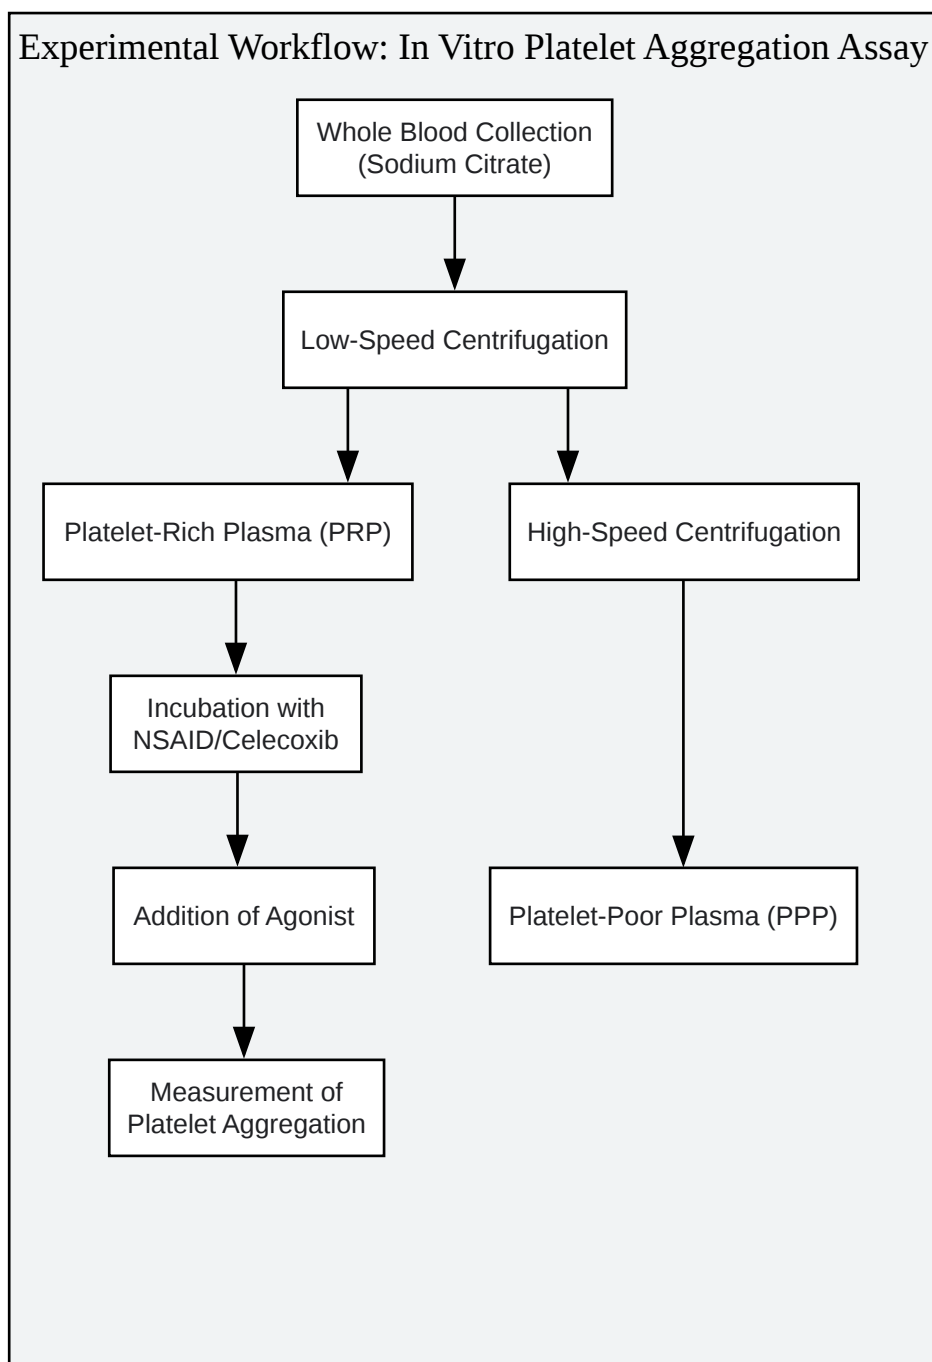 Experimental Workflow: In Vitro Platelet Aggregation Assay
Whole Blood Collection
(Sodium Citrate)
Low-Speed Centrifugation
Platelet-Rich Plasma (PRP)
High-Speed Centrifugation
Incubation with
NSAID/Celecoxib
Addition of Agonist
Platelet-Poor Plasma (PPP)
Measurement of
Platelet Aggregation